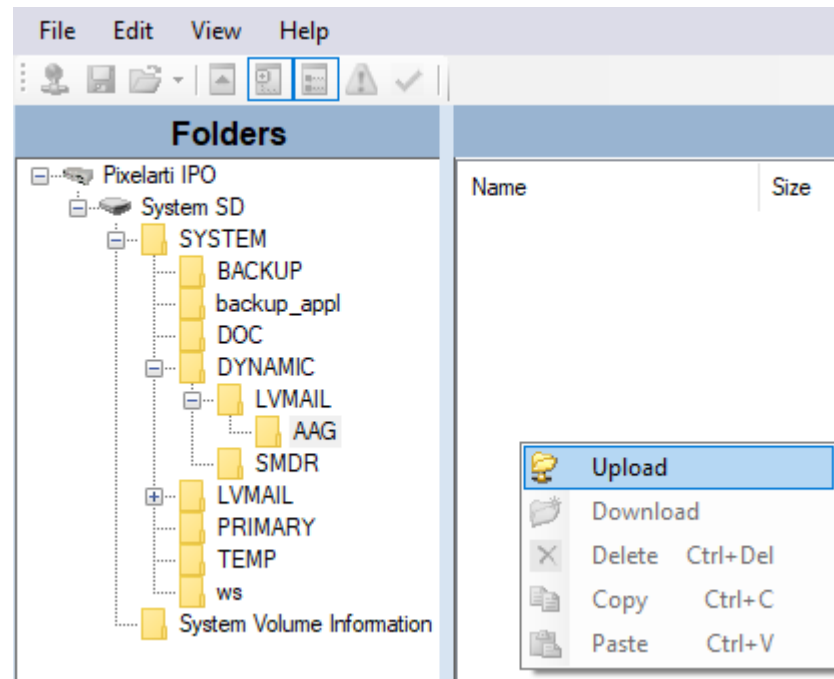 File Edit View Help
Folders
Name Size
Pixelarti IPO
System SD
SYSTEM
BACKUP
backup_appl
DOC
DYNAMIC
LVMAIL
AAG
SMDR
LVMAIL
PRIMARY
TEMP
ws
System Volume Information
Upload
Download
Delete Ctrl+Del
Copy Ctrl+C
Paste Ctrl+V